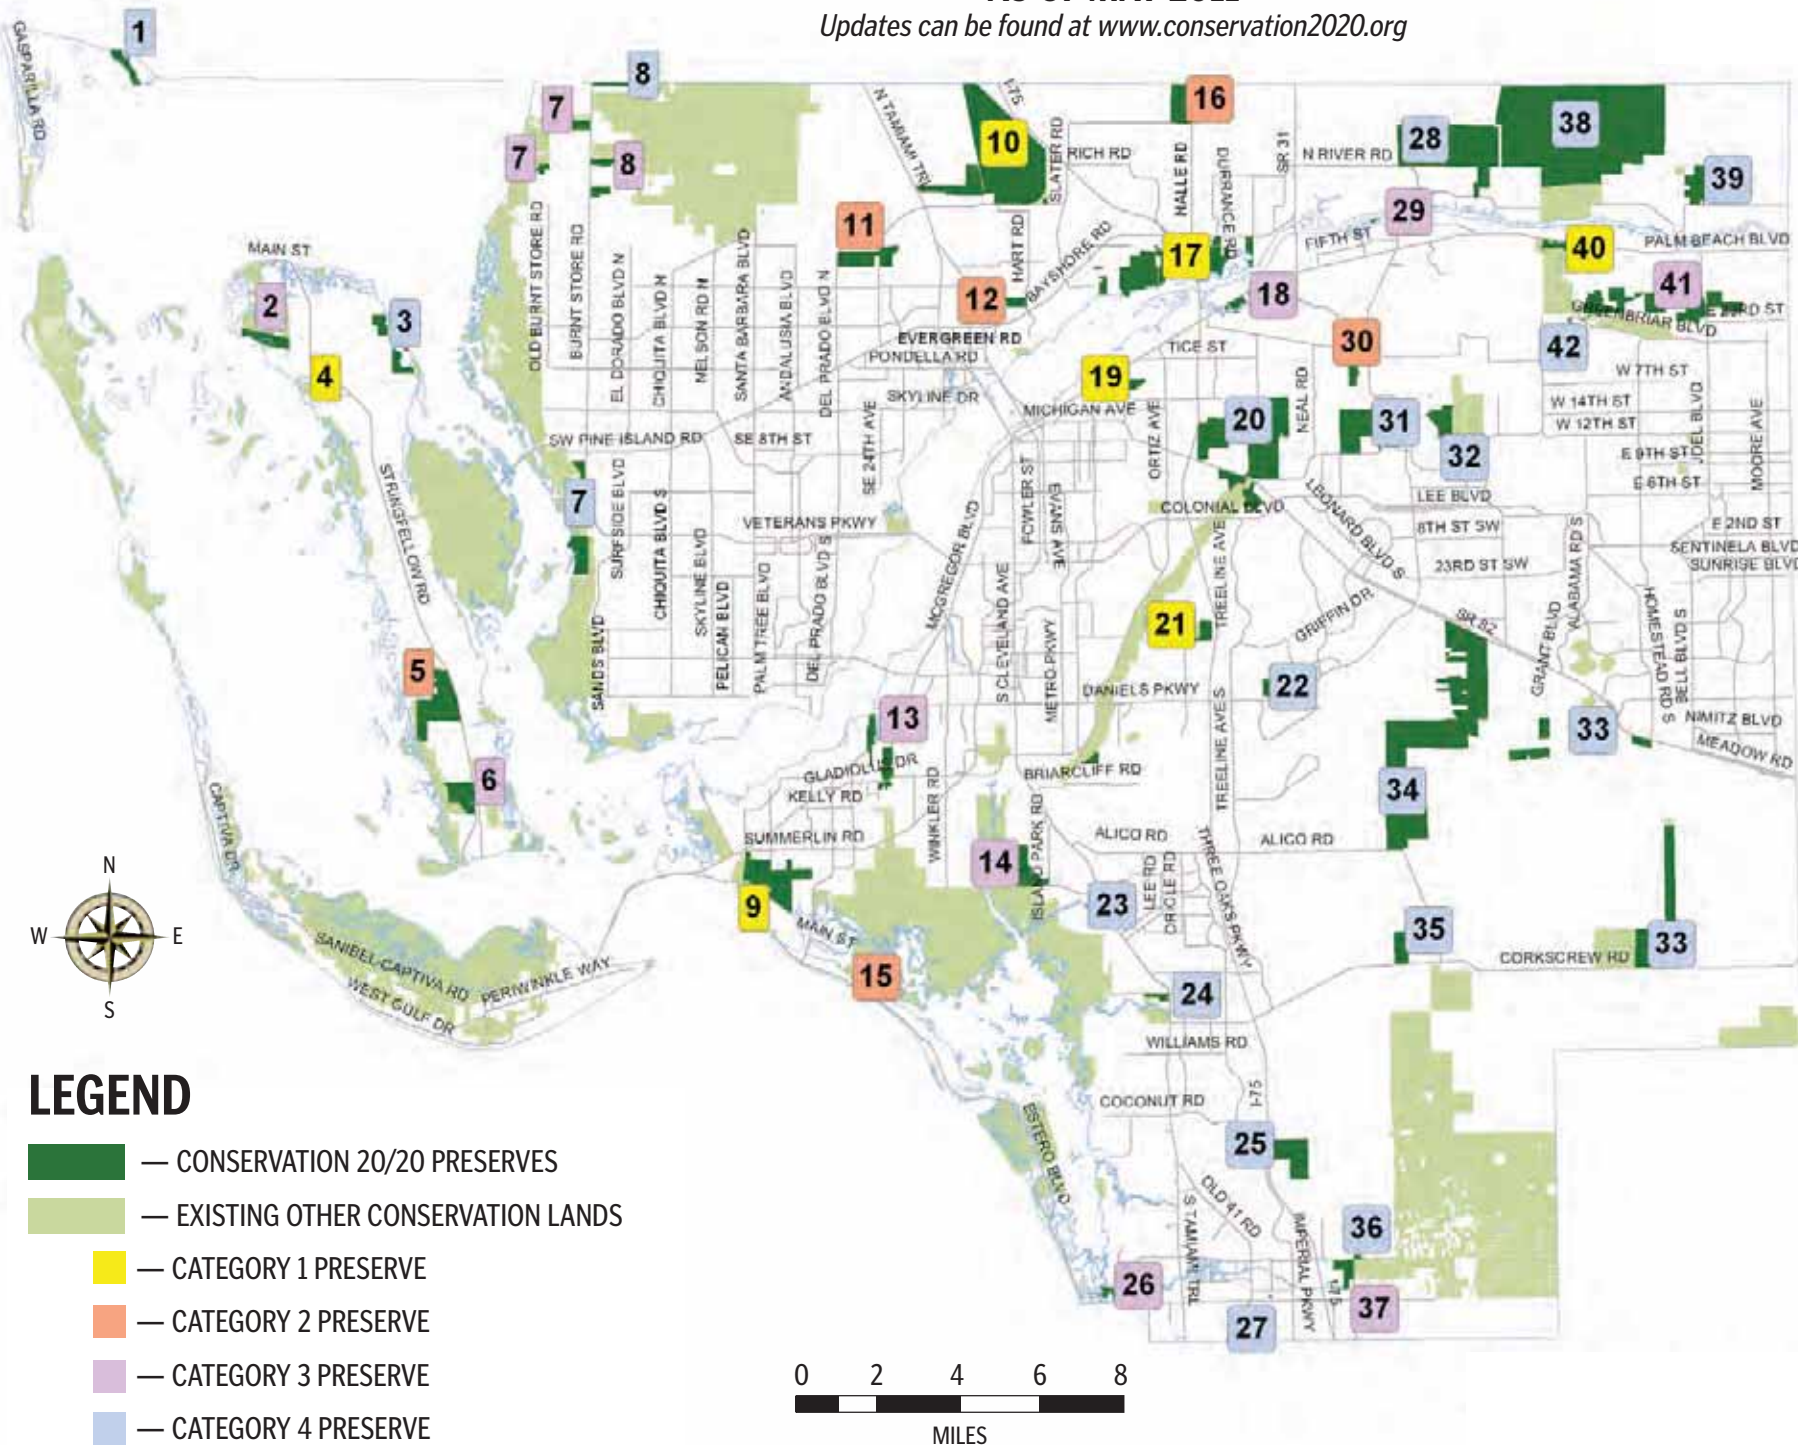 Updates can be found at www.conservation2020.org
1
GASPARILLA RD
8
7
7
8
N TAMIAMI TRL
I-75
10
SLATER RD
RICH RD
16
HALLE RD
DURRANCE RD
SR 31
N RIVER RD
28
38
39
29
FIFTH ST
40
PALM BEACH BLVD
41
E 23RD ST
GREENBRIAR BLVD
42
MAIN ST
2
3
4
OLD BURNT STORE RD
BURNT STORE RD
EL DORADO BLVD N
CHIQUITA BLVD N
NELSON RD N
SANTA BARBARA BLVD
ANDALUSIA BLVD
DEL PRADO BLVD N
11
12
HART RD
BAYSHORE RD
17
18
EVERGREEN RD
PONDELLA RD
SKYLINE DR
19
TICE ST
30
MICHIGAN AVE
ORTIZ AVE
20
NEAL RD
31
32
W 7TH ST
W 14TH ST
W 12TH ST
E 9TH ST
E 6TH ST
JOEL BLVD
MOORE AVE
SW PINE ISLAND RD
SE 8TH ST
SE 24TH AVE
7
STRINGFELLOW RD
SURFSIDE BLVD
CHIQUITA BLVD S
SKYLINE BLVD
PELICAN BLVD
PALM TREE BLVD
DEL PRADO BLVD S
VETERANS PKWY
MCGREGOR BLVD
FOWLER ST
EVANS AVE
COLONIAL BLVD
LEONARD BLVD S
LEE BLVD
8TH ST SW
23RD ST SW
E 2ND ST
SENTINELA BLVD
SUNRISE BLVD
ALABAMA RD S
HOMESTEAD RD S
BELL BLVD S
GRANT BLVD
SR 82
GRIFFIN DR
TREELINE AVE
21
S CLEVELAND AVE
METRO PKWY
DANIELS PKWY
22
SANDS BLVD
5
6
13
GLADIOLUS DR
KELLY RD
SUMMERLIN RD
WINKLER RD
BRIARCLIFF RD
TREELINE AVE S
33
NIMITZ BLVD
MEADOW RD
34
CAPTIVA DR
14
ISLAND PARK RD
ALICO RD
ALICO RD
LEE RD
ORIOLE RD
THREE OAKS PKWY
23
9
MAIN ST
15
35
CORKSCREW RD
33
SANIBEL-CAPTIVA RD
PERIWINKLE WAY
WEST GULF DR
24
WILLIAMS RD
COCONUT RD
I-75
ESTERO BLVD
25
OLD 41 RD
S TAMIAMI TRL
IMPERIAL PKWY
36
26
I-75
37
27
N
W
E
S
LEGEND
— CONSERVATION 20/20 PRESERVES
— EXISTING OTHER CONSERVATION LANDS
— CATEGORY 1 PRESERVE
— CATEGORY 2 PRESERVE
— CATEGORY 3 PRESERVE
— CATEGORY 4 PRESERVE
0 2 4 6 8
MILES